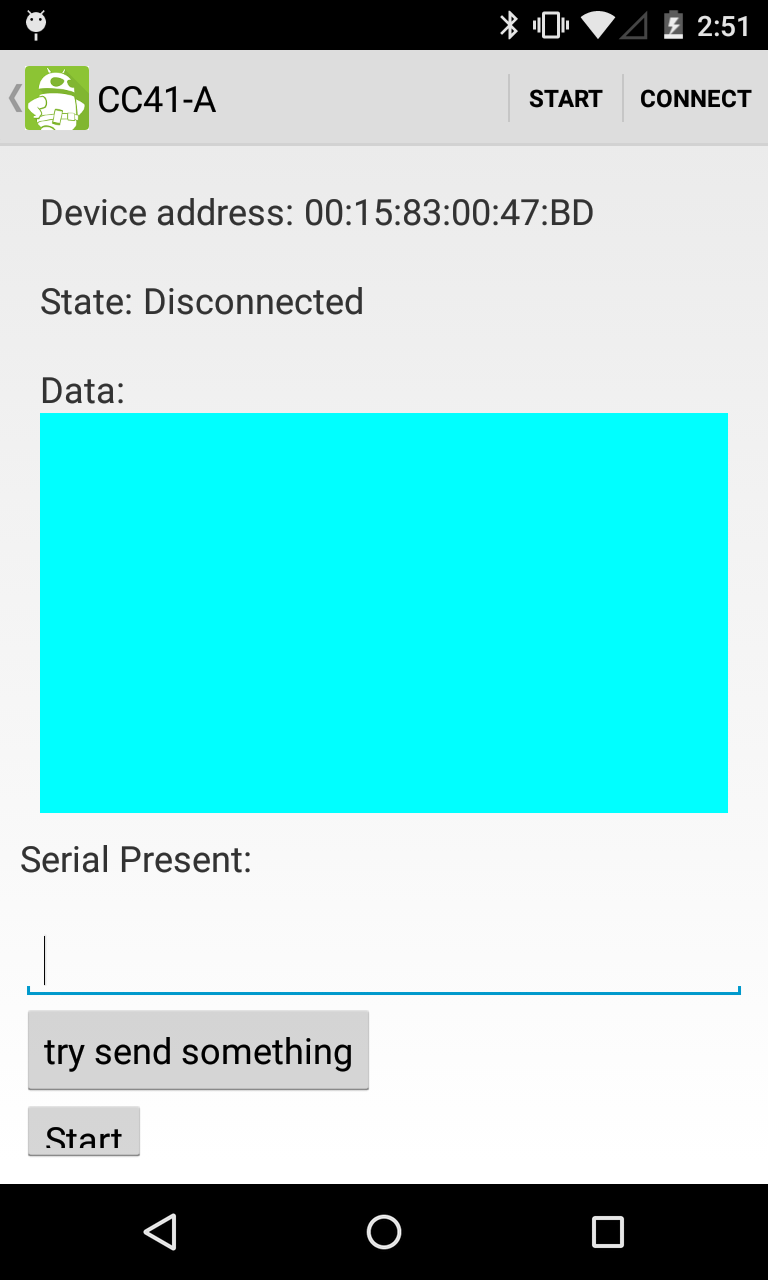 2:51
CC41-A START CONNECT
Device address: 00:15:83:00:47:BD
State: Disconnected
Data:
Serial Present:
try send something
Start